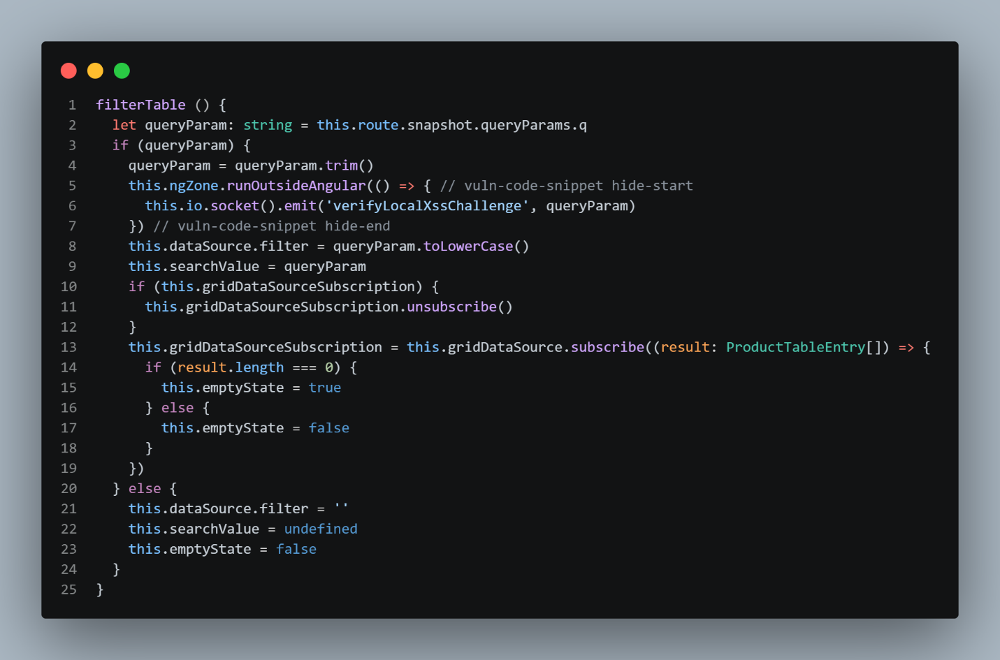 1 filterTable () {
2   let queryParam: string = this.route.snapshot.queryParams.q
3   if (queryParam) {
4     queryParam = queryParam.trim()
5     this.ngZone.runOutsideAngular(() => { // vuln-code-snippet hide-start
6       this.io.socket().emit('verifyLocalXssChallenge', queryParam)
7     }) // vuln-code-snippet hide-end
8     this.dataSource.filter = queryParam.toLowerCase()
9     this.searchValue = queryParam
10     if (this.gridDataSourceSubscription) {
11       this.gridDataSourceSubscription.unsubscribe()
12     }
13     this.gridDataSourceSubscription = this.gridDataSource.subscribe((result: ProductTableEntry[]) => {
14       if (result.length === 0) {
15         this.emptyState = true
16       } else {
17         this.emptyState = false
18       }
19     })
20   } else {
21     this.dataSource.filter = ''
22     this.searchValue = undefined
23     this.emptyState = false
24   }
25 }